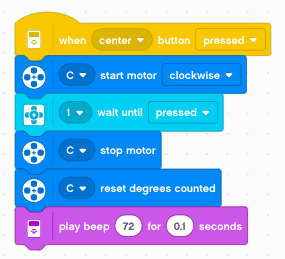 when center button pressed
C start motor clockwise
1 wait until pressed
C stop motor
C reset degrees counted
play beep 72 for 0.1 seconds